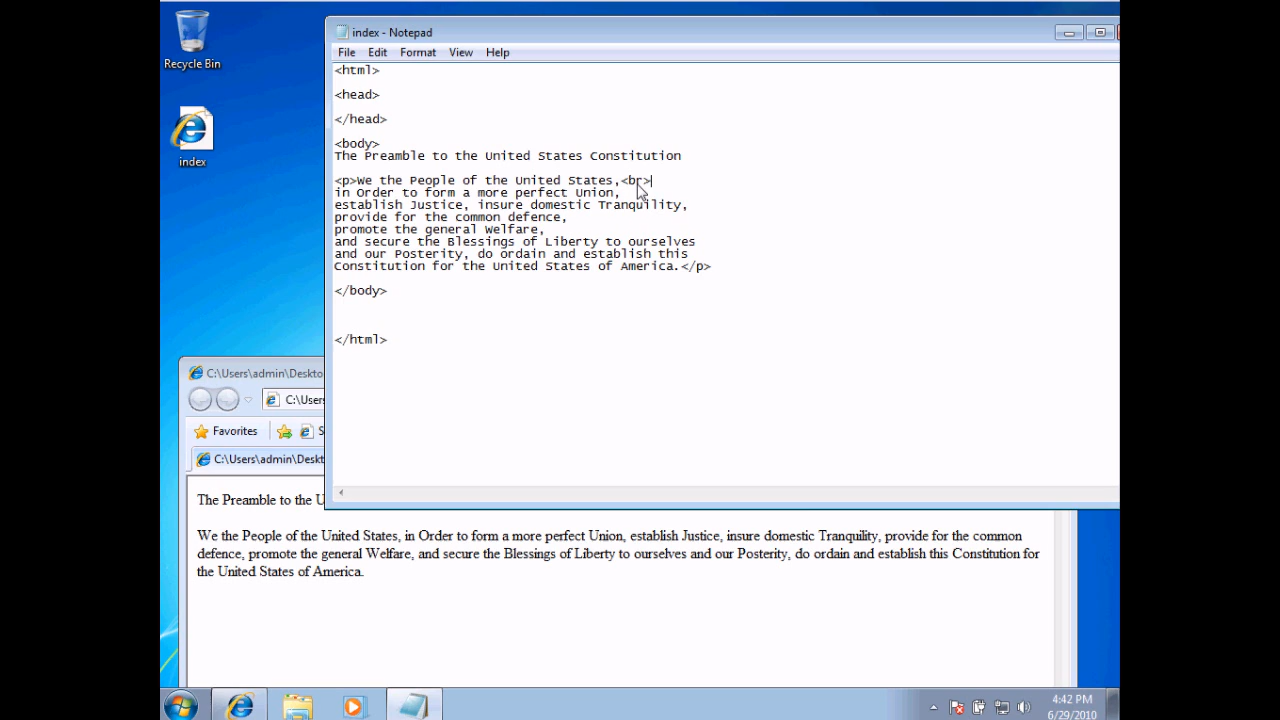 Recycle Bin
index
index - Notepad
File Edit Format View Help
<html>
<head>
</head>
<body>
The Preamble to the United States Constitution
<p>We the People of the United States,<br>
in Order to form a more perfect Union,
establish Justice, insure domestic Tranquility,
provide for the common defence,
promote the general Welfare,
and secure the Blessings of Liberty to ourselves
and our Posterity, do ordain and establish this
Constitution for the United States of America.</p>
</body>
</html>
C:\Users\admin\Deskto
C:\Users
Favorites S
C:\Users\admin\Deskt
The Preamble to the U
We the People of the United States, in Order to form a more perfect Union, establish Justice, insure domestic Tranquility, provide for the common
defence, promote the general Welfare, and secure the Blessings of Liberty to ourselves and our Posterity, do ordain and establish this Constitution for
the United States of America.
4:42 PM
6/29/2010